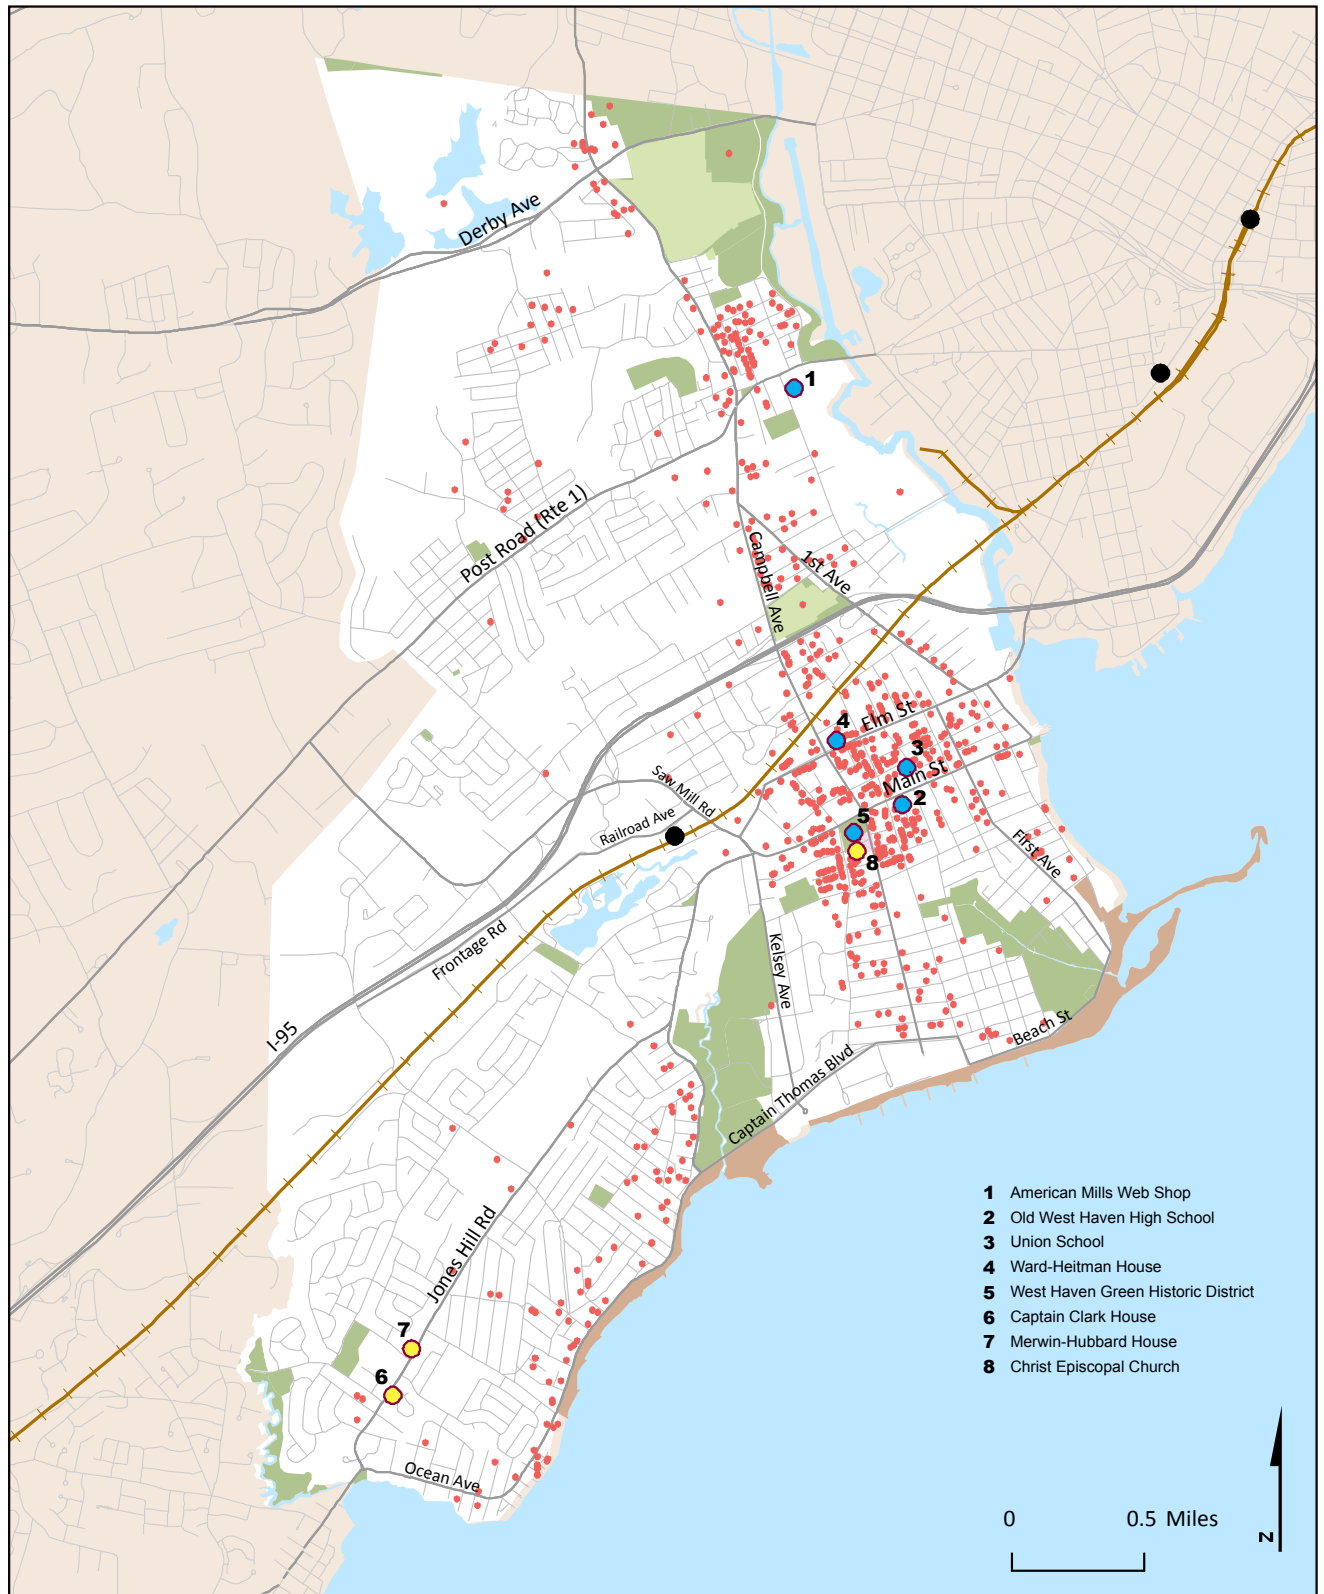 Derby Ave
1
Post Road (Rte 1)
Campbell Ave
1st Ave
4
Elm St
3
Main St
2
Saw Mill Rd
Railroad Ave
5
8
First Ave
Frontage Rd
Kelsey Ave
I-95
Beach St
Captain Thomas Blvd
Jones Hill Rd
7
6
Ocean Ave
1 American Mills Web Shop
2 Old West Haven High School
3 Union School
4 Ward-Heitman House
5 West Haven Green Historic District
6 Captain Clark House
7 Merwin-Hubbard House
8 Christ Episcopal Church
0 0.5 Miles
N